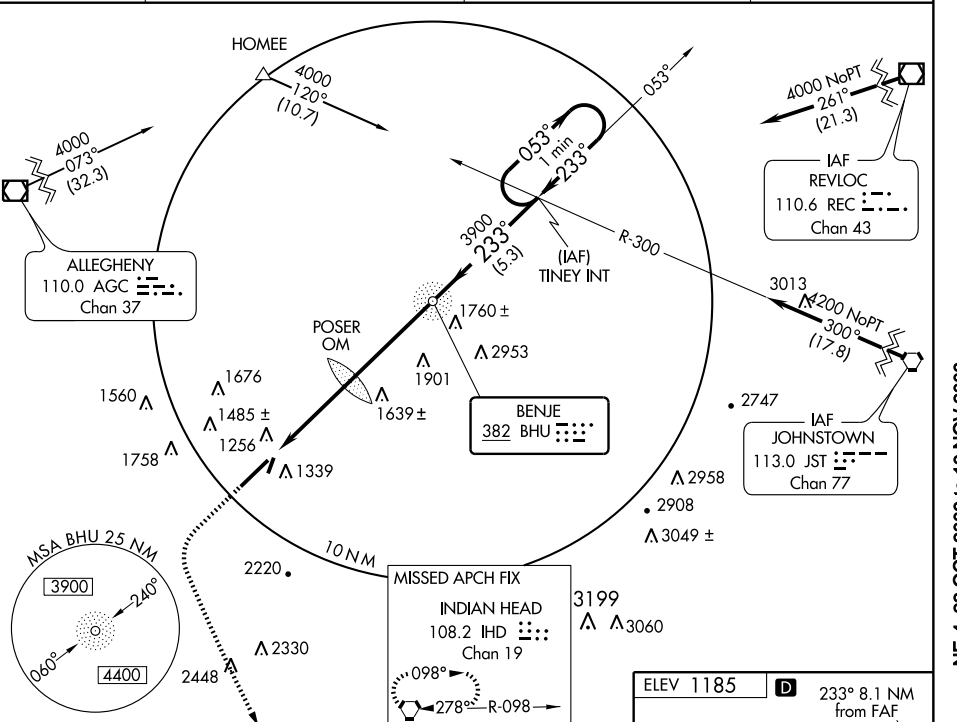 HOMEE
4000
120°
(10.7)
053°
4000 NoPT
261°
(21.3)
4000
073°
(32.3)
053°
1 min
233°
IAF
REVLOC
110.6 REC
Chan 43
3900
233°
(5.3)
(IAF)
TINEY INT
R-300
ALLEGHENY
110.0 AGC
Chan 37
3013
4200 NoPT
300°
(17.8)
POSER
OM
1760 ±
2953
1901
1676
1560
1485 ±
1639 ±
1256
1758
1339
BENJE
382 BHU
2747
IAF
JOHNSTOWN
113.0 JST
Chan 77
2958
2908
3049 ±
10 NM
MSA BHU 25 NM
3900
240°
060°
4400
2220
2330
2448
MISSED APCH FIX
INDIAN HEAD
108.2 IHD
Chan 19
098°
278°
R-098
3199
3060
ELEV 1185
D
233° 8.1 NM
from FAF